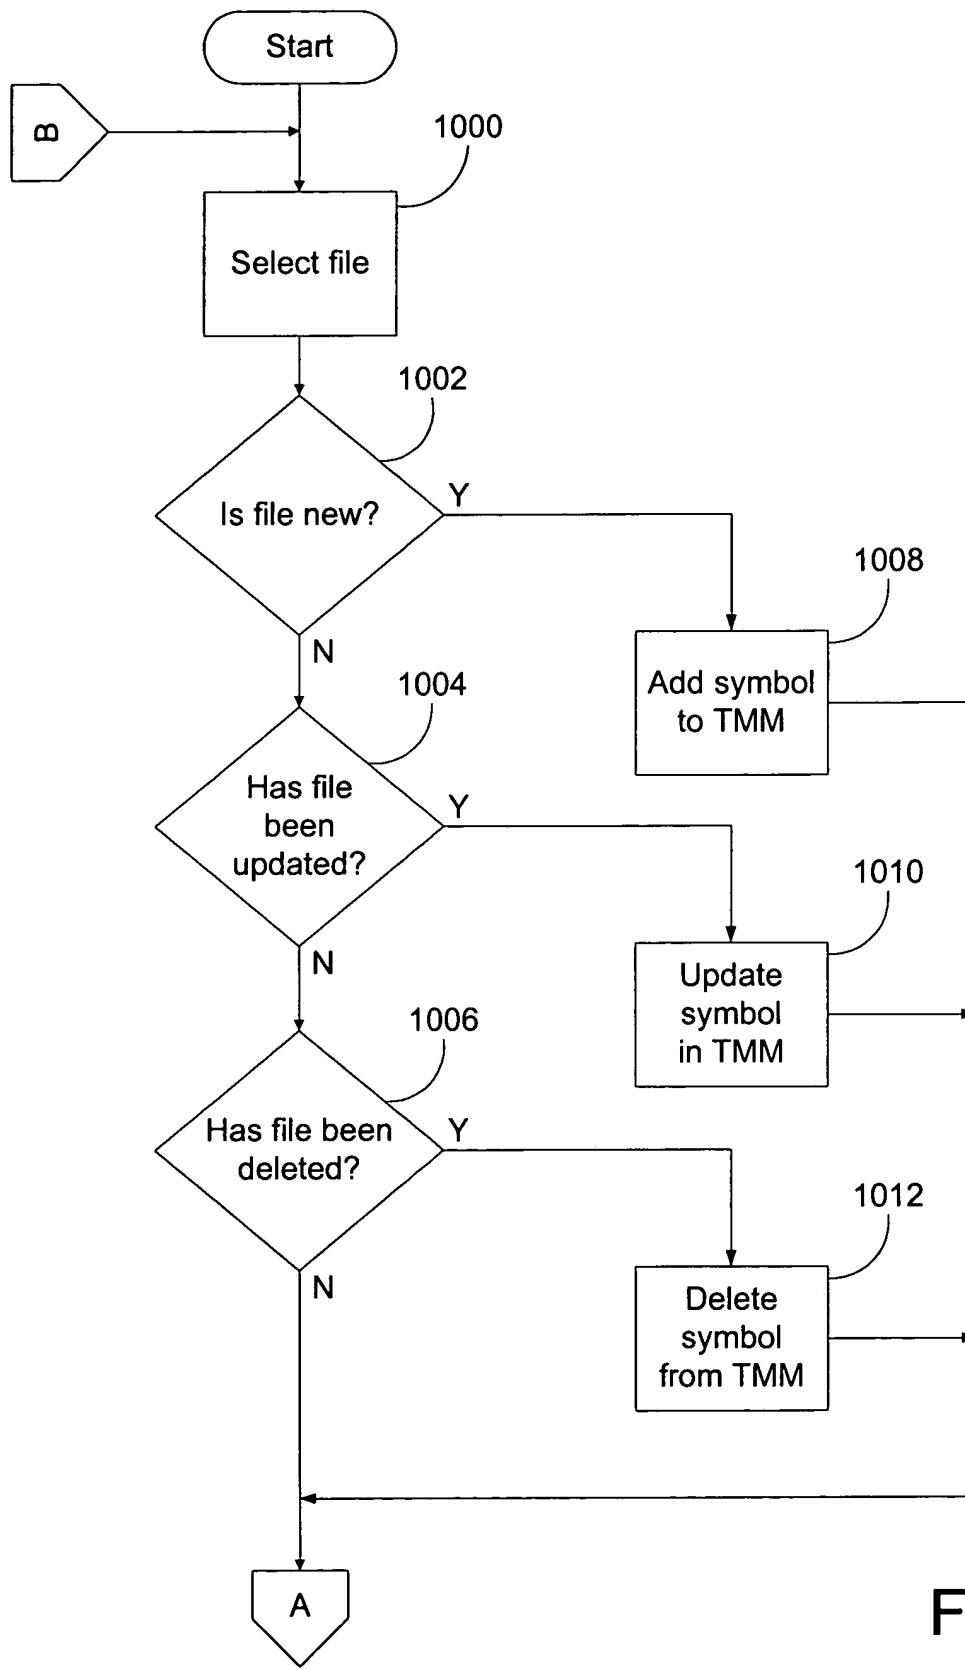 Start
B
1000
Select file
1002
Is file new?
Y
N
1008
Add symbol
to TMM
1004
Has file
been
updated?
Y
N
1010
Update
symbol
in TMM
1006
Has file been
deleted?
Y
N
1012
Delete
symbol
from TMM
A
F